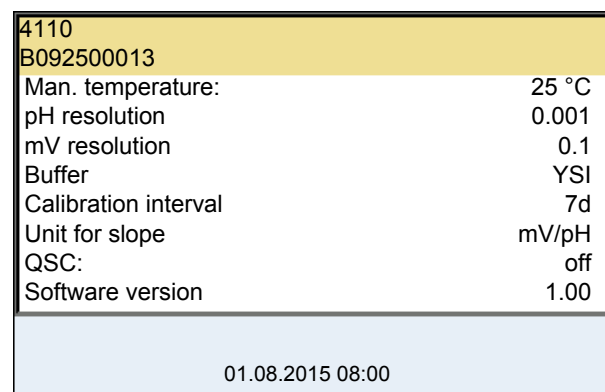 4110
B092500013
Man. temperature: 25 °C
pH resolution 0.001
mV resolution 0.1
Buffer YSI
Calibration interval 7d
Unit for slope mV/pH
QSC: off
Software version 1.00
01.08.2015 08:00